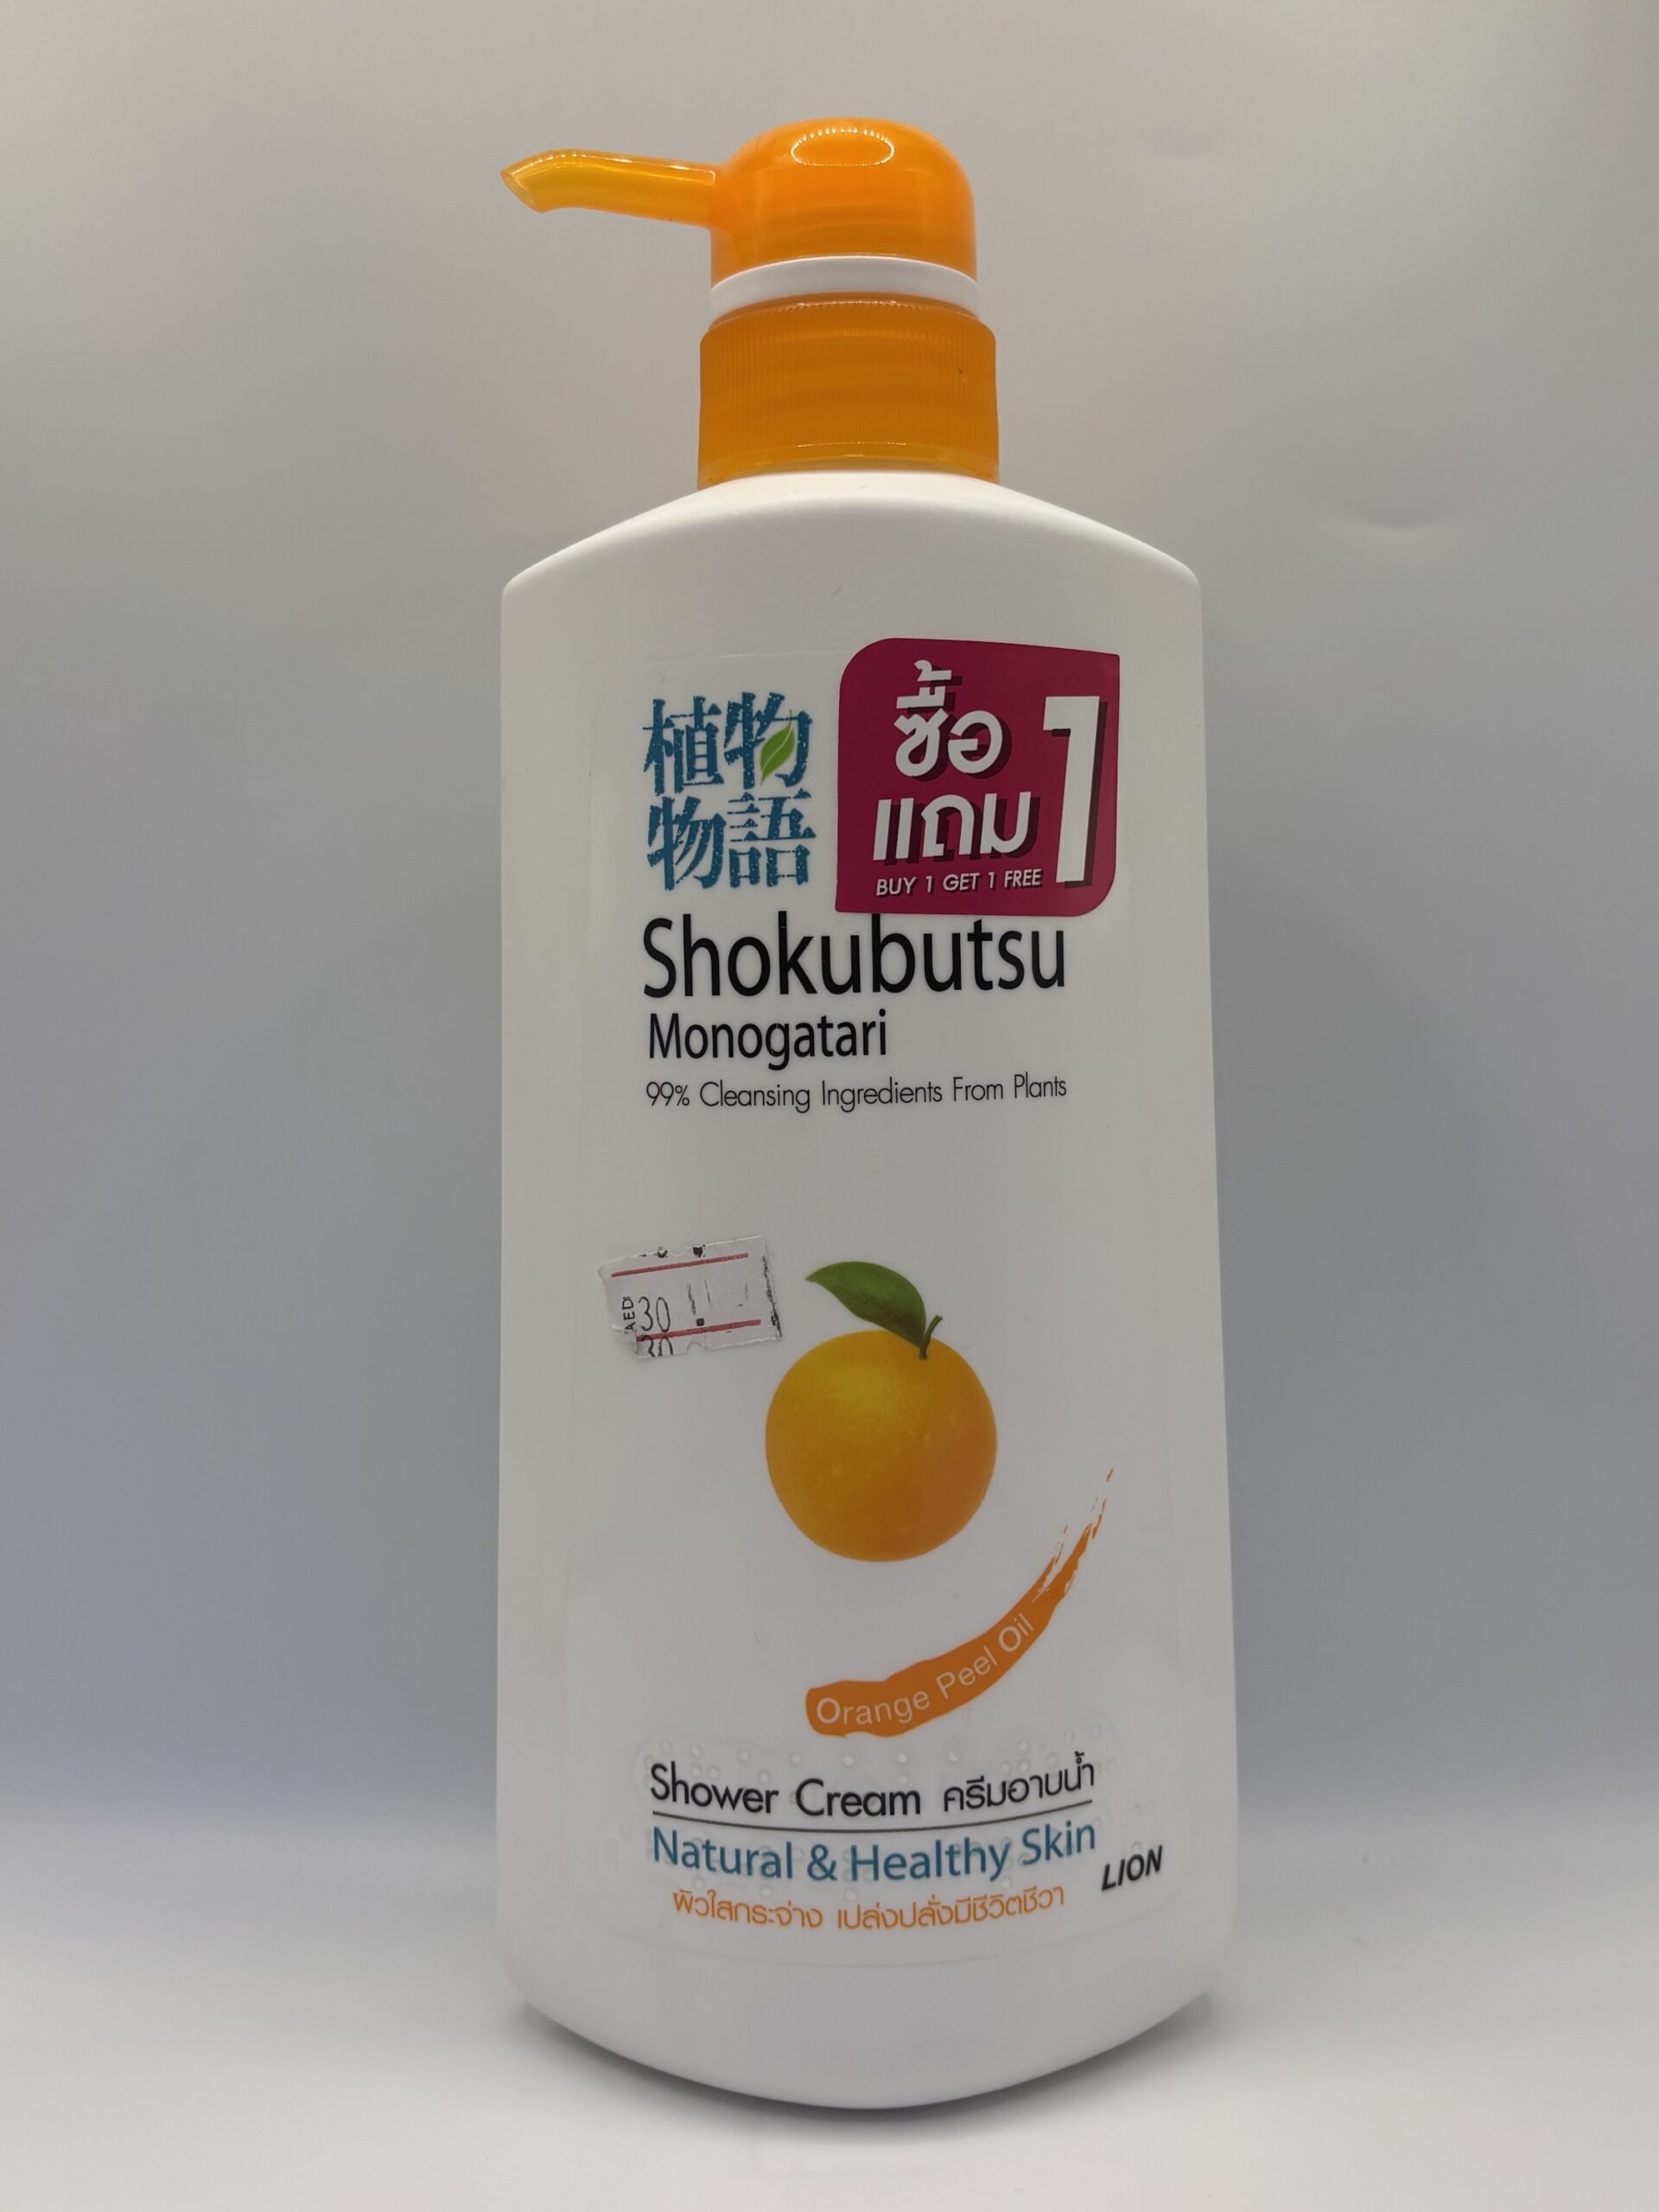 植物
物語
ซื้อ
แถม
1
BUY 1 GET 1 FREE
Shokubutsu
Monogatari
99% Cleansing Ingredients From Plants
AED 30
30
Orange Peel Oil
Shower Cream ครีมอาบน้ำ
Natural & Healthy Skin
LION
ผิวใสกระจ่าง เปล่งปลั่งมีชีวิตชีวา